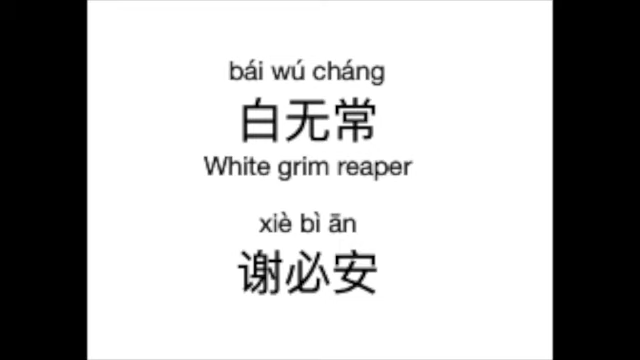 bái wú cháng
白无常
White grim reaper
xiè bì ān
谢必安